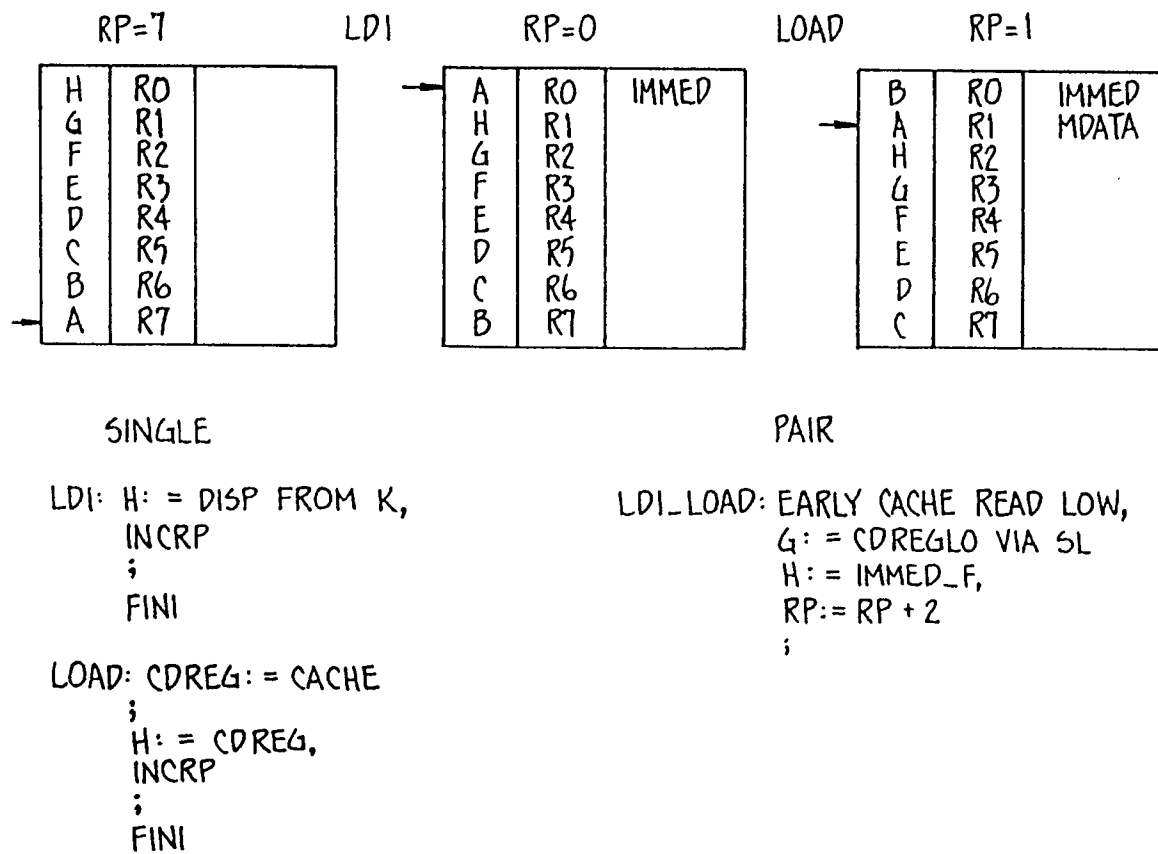 RP=7 LDI RP=0 LOAD RP=1
H R0 A R0 IMMED B R0 IMMED
G R1 H R1 A R1 MDATA
F R2 G R2 H R2
E R3 F R3 G R3
D R4 E R4 F R4
C R5 D R5 E R5
B R6 C R6 D R6
A R7 B R7 C R7
SINGLE
LDI: H: = DISP FROM K,
INCRP
;
FINI
LOAD: CDREG: = CACHE
;
H: = CDREG,
INCRP
;
FINI
PAIR
LDI_LOAD: EARLY CACHE READ LOW,
G: = CDREGLO VIA SL
H: = IMMED_F,
RP:= RP + 2
;